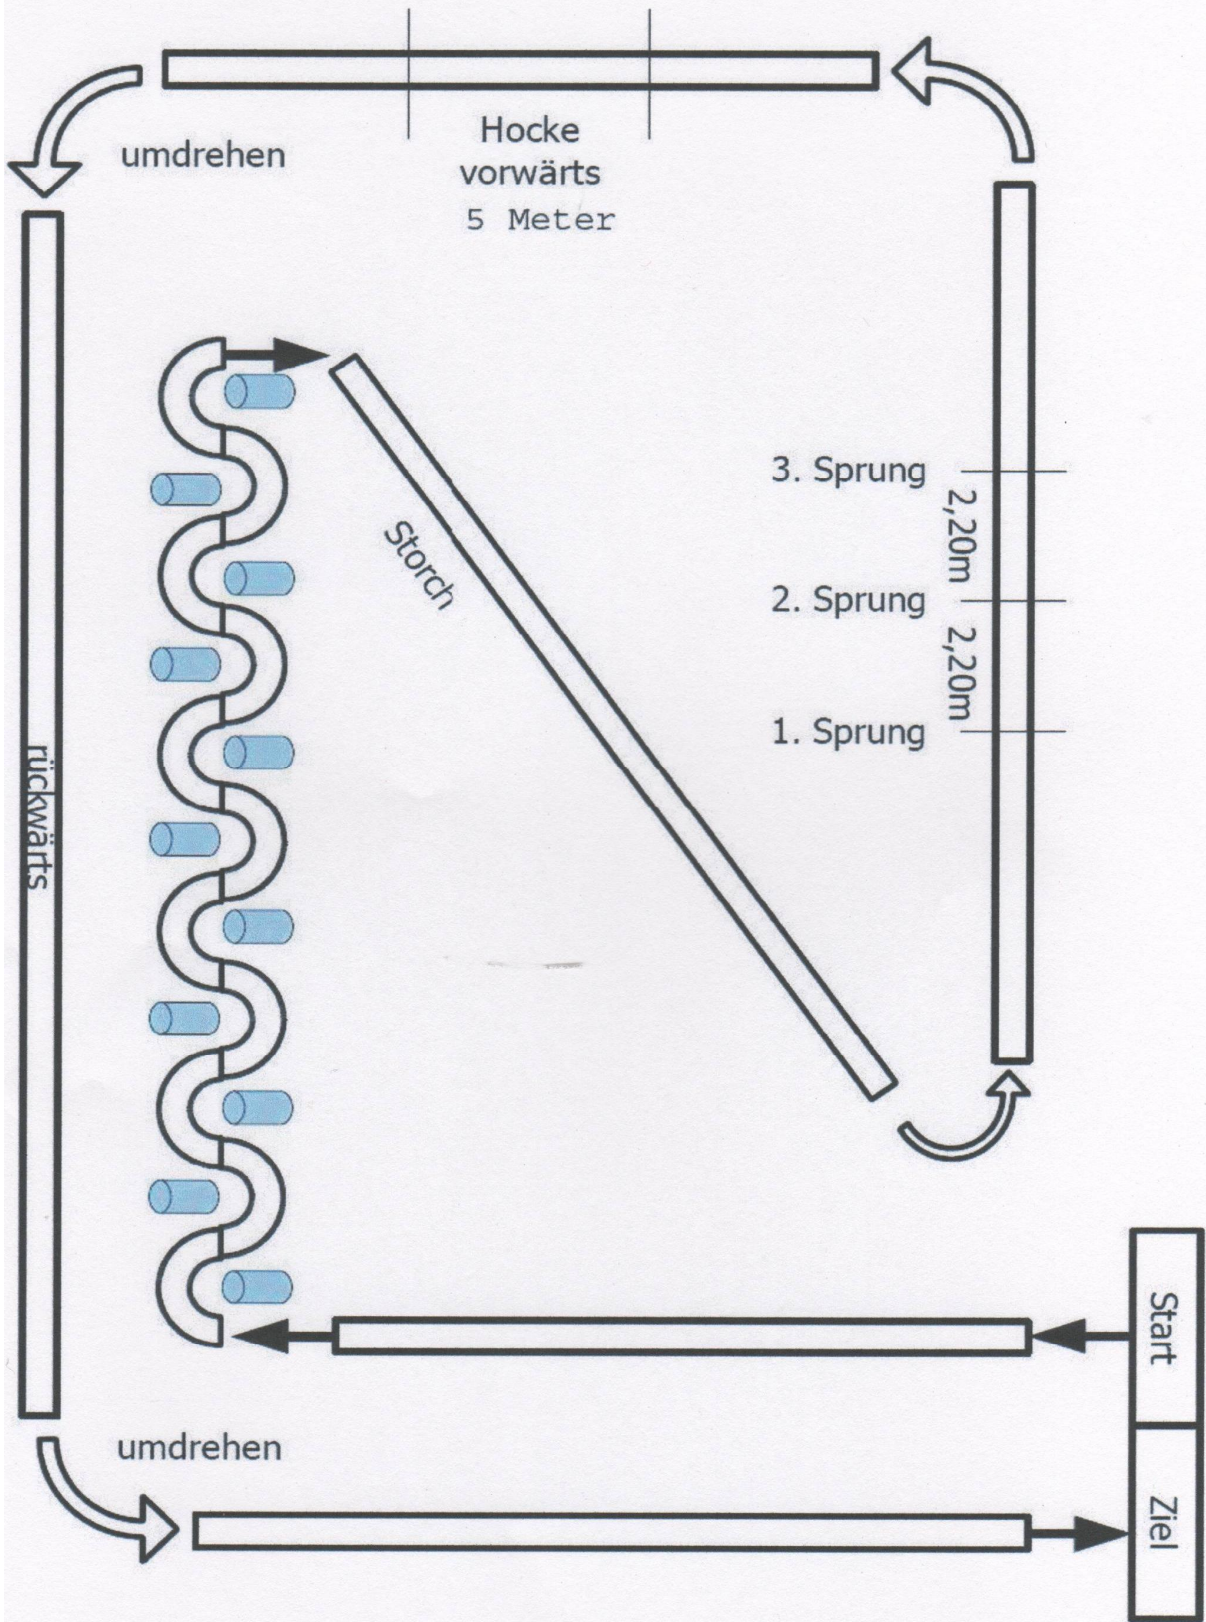 Hocke
vorwärts
5 Meter
umdrehen
3. Sprung
2,20m
2. Sprung
2,20m
1. Sprung
Storch
rückwärts
Start
umdrehen
Ziel